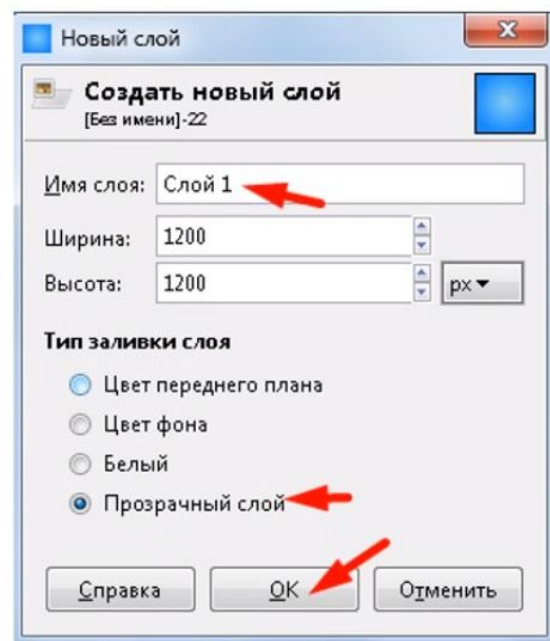 Новый слой
Создать новый слой
[Без имени]-22
Имя слоя: Слой 1
Ширина: 1200
Высота: 1200 px
Тип заливки слоя
Цвет переднего плана
Цвет фона
Белый
Прозрачный слой
Справка OK Отменить